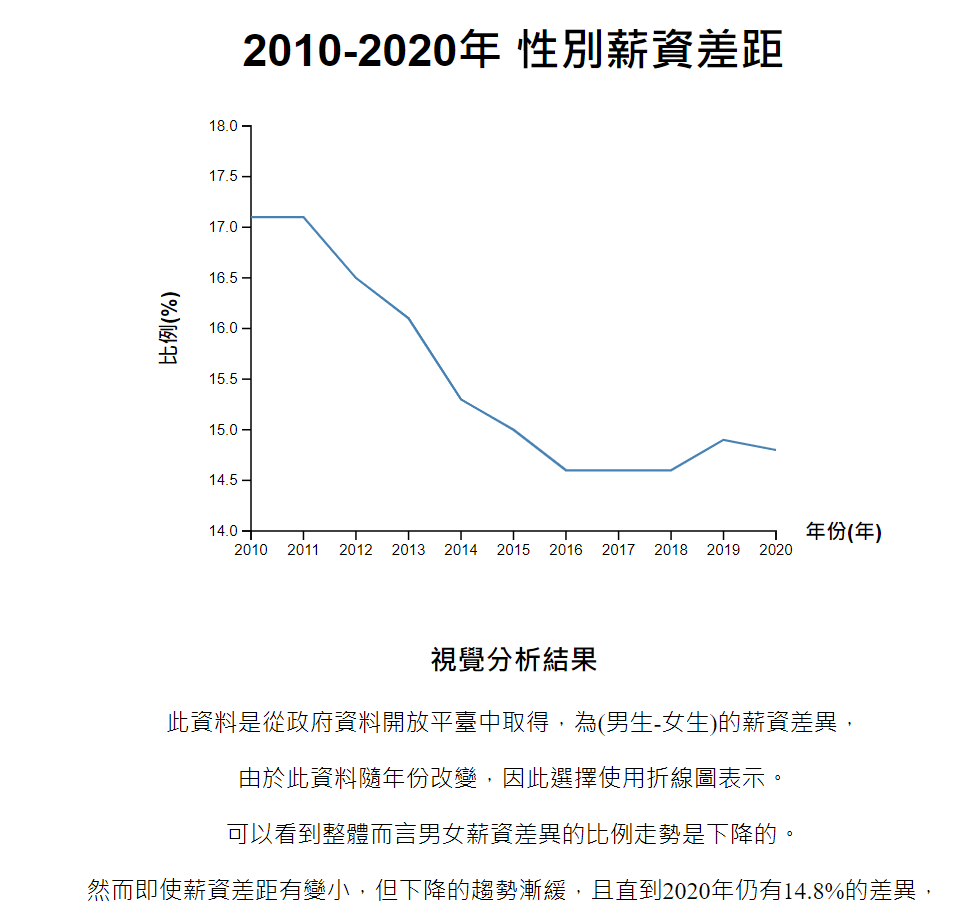 2010-2020年 性別薪資差距
18.0
17.5
17.0
16.5
16.0
15.5
15.0
14.5
14.0
比例(%)
2010 2011 2012 2013 2014 2015 2016 2017 2018 2019 2020
年份(年)
視覺分析結果
此資料是從政府資料開放平臺中取得，為(男生-女生)的薪資差異，
由於此資料隨年份改變，因此選擇使用折線圖表示。
可以看到整體而言男女薪資差異的比例走勢是下降的。
然而即使薪資差距有變小，但下降的趨勢漸緩，且直到2020年仍有14.8%的差異，